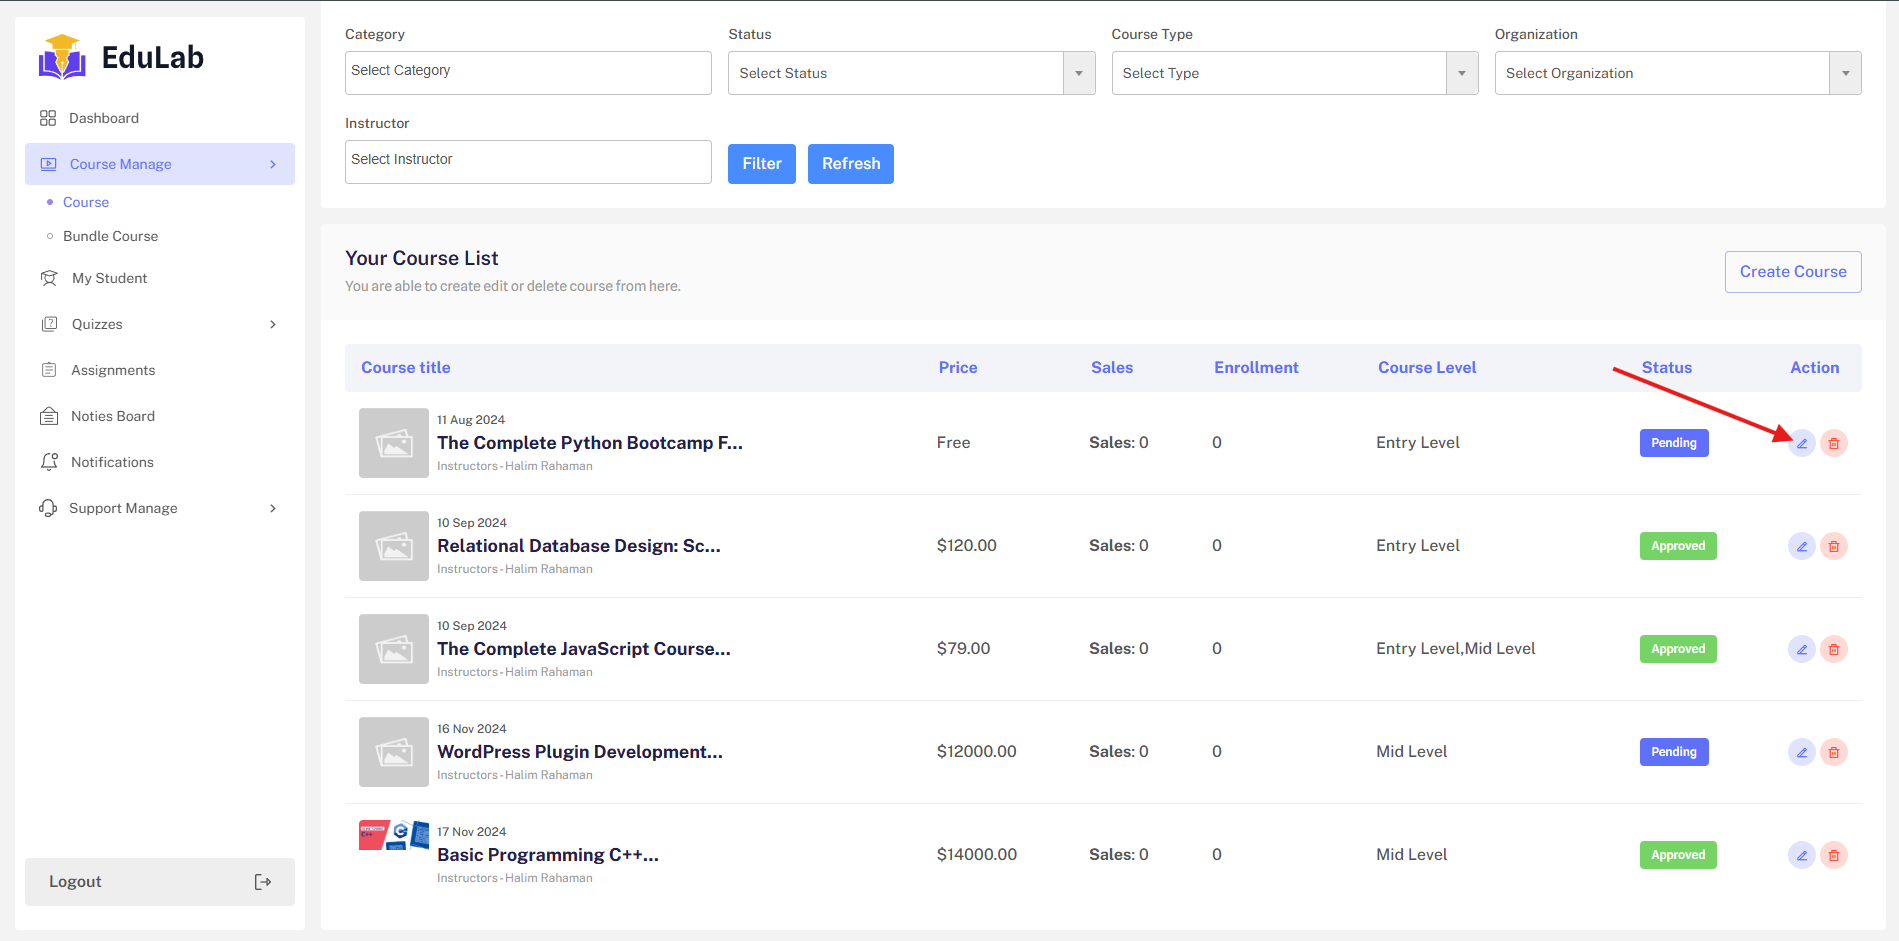 EduLab
Dashboard
Course Manage
Course
Bundle Course
My Student
Quizzes
Assignments
Noties Board
Notifications
Support Manage
Logout
Category
Status
Course Type
Organization
Select Category
Select Status
Select Type
Select Organization
Instructor
Select Instructor
Filter
Refresh
Your Course List
You are able to create edit or delete course from here.
Create Course
Course title Price Sales Enrollment Course Level Status Action
11 Aug 2024
The Complete Python Bootcamp F...
Instructors - Halim Rahaman
Free Sales: 0 0 Entry Level Pending
10 Sep 2024
Relational Database Design: Sc...
Instructors - Halim Rahaman
$120.00 Sales: 0 0 Entry Level Approved
10 Sep 2024
The Complete JavaScript Course...
Instructors - Halim Rahaman
$79.00 Sales: 0 0 Entry Level,Mid Level Approved
16 Nov 2024
WordPress Plugin Development...
Instructors - Halim Rahaman
$12000.00 Sales: 0 0 Mid Level Pending
17 Nov 2024
Basic Programming C++...
Instructors - Halim Rahaman
$14000.00 Sales: 0 0 Mid Level Approved